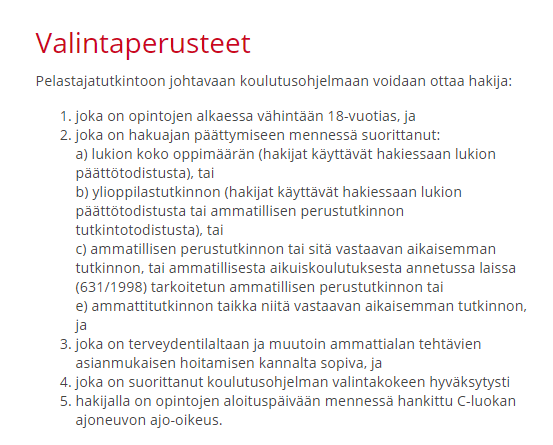 Valintaperusteet
Pelastajatutkintoon johtavaan koulutusohjelmaan voidaan ottaa hakija:
1. joka on opintojen alkaessa vähintään 18-vuotias, ja
2. joka on hakuajan päättymiseen mennessä suorittanut:
a) lukion koko oppimäärän (hakijat käyttävät hakiessaan lukion
päättötodistusta), tai
b) ylioppilastutkinnon (hakijat käyttävät hakiessaan lukion
päättötodistusta tai ammatillisen perustutkinnon
tutkintotodistusta), tai
c) ammatillisen perustutkinnon tai sitä vastaavan aikaisemman
tutkinnon, tai ammatillisesta aikuiskoulutuksesta annetussa laissa
(631/1998) tarkoitetun ammatillisen perustutkinnon tai
e) ammattitutkinnon taikka niitä vastaavan aikaisemman tutkinnon,
ja
3. joka on terveydentilaltaan ja muutoin ammattialan tehtävien
asianmukaisen hoitamisen kannalta sopiva, ja
4. joka on suorittanut koulutusohjelman valintakokeen hyväksytysti
5. hakijalla on opintojen aloituspäivään mennessä hankittu C-luokan
ajoneuvon ajo-oikeus.